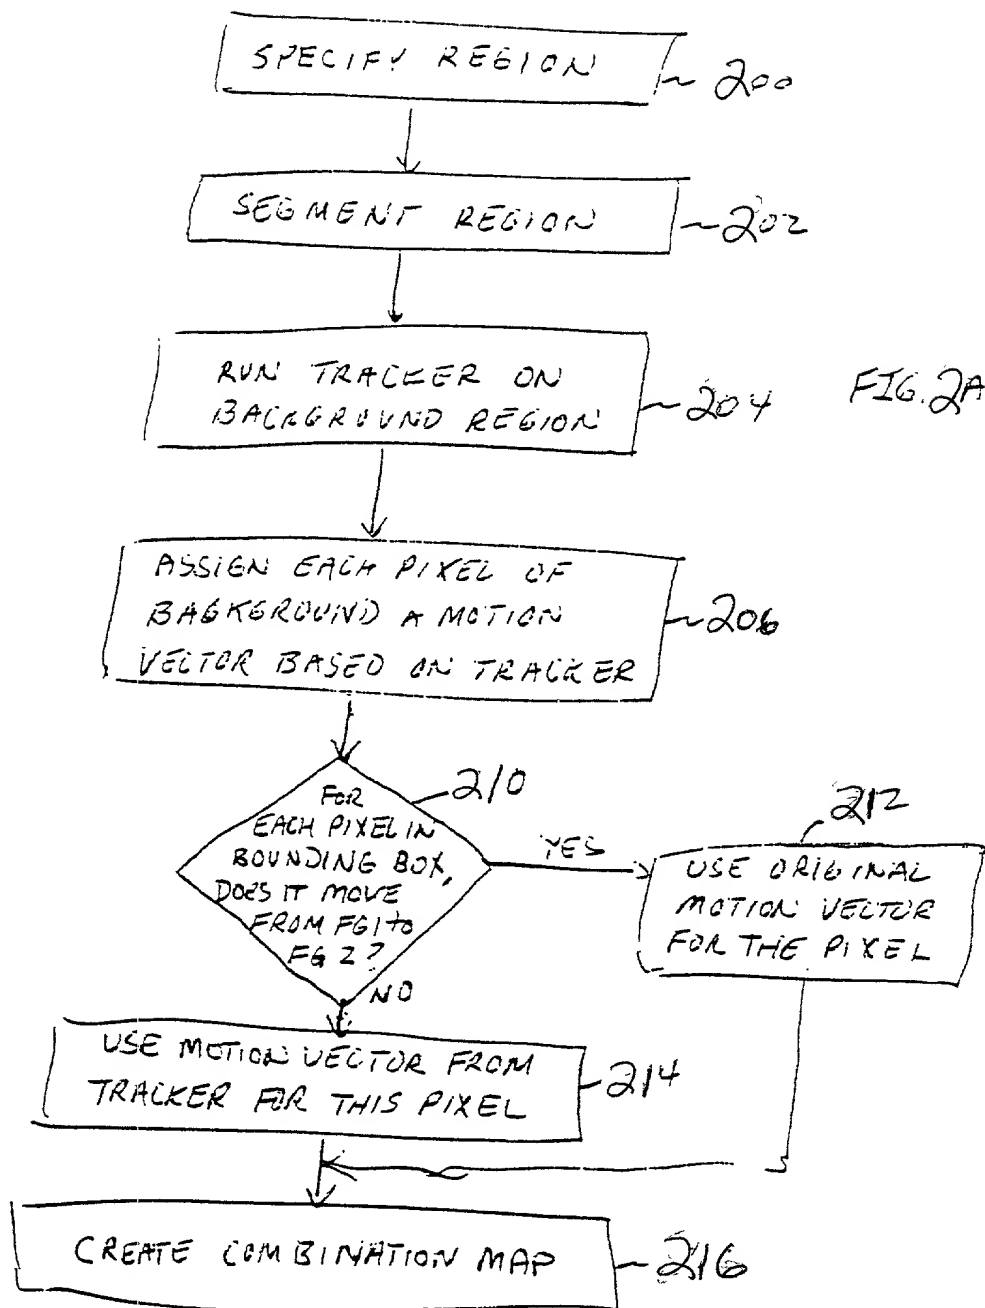 SPECIFY REGION
200
SEGMENT REGION
202
RUN TRACKER ON
BACKGROUND REGION
204
FIG. 2A
ASSIGN EACH PIXEL OF
BACKGROUND A MOTION
VECTOR BASED ON TRACKER
206
210
FOR
EACH PIXEL IN
BOUNDING BOX,
DOES IT MOVE
FROM FG1 to
FG 2?
YES
NO
212
USE ORIGINAL
MOTION VECTOR
FOR THE PIXEL
USE MOTION VECTOR FROM
TRACKER FOR THIS PIXEL
214
CREATE COMBINATION MAP
216